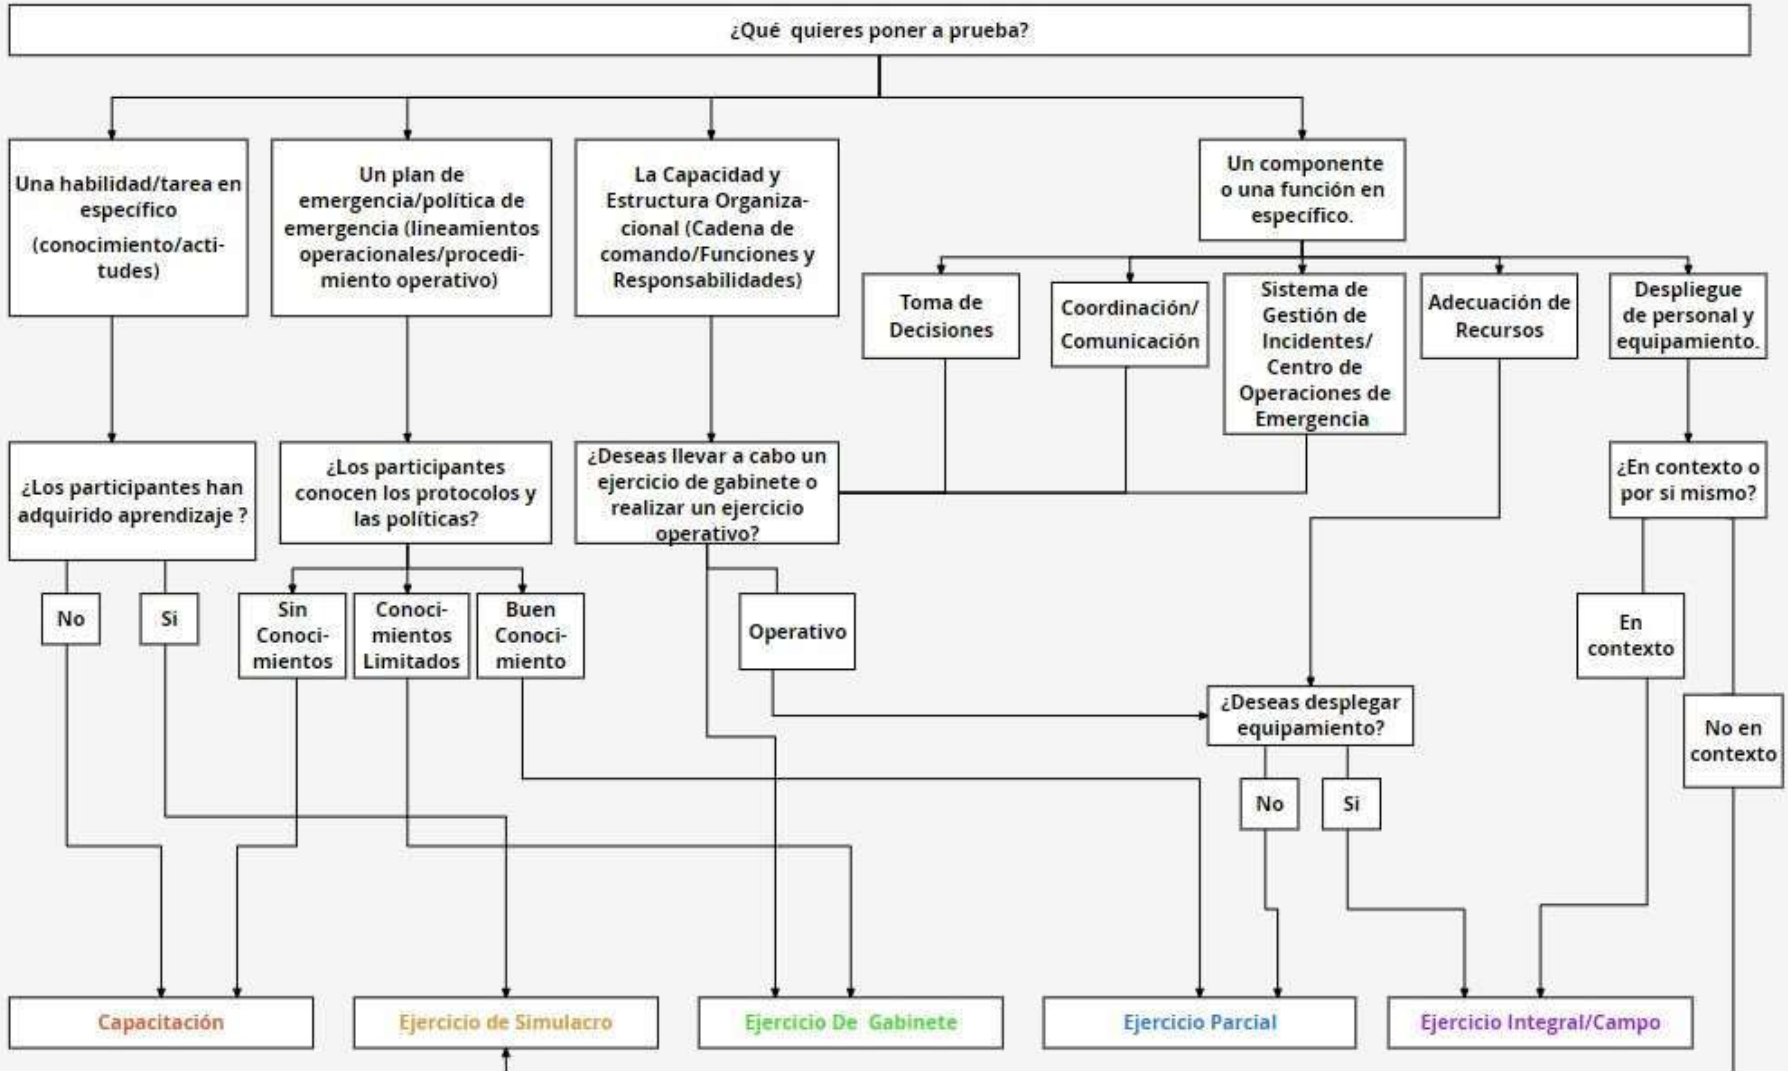 ¿Qué quieres poner a prueba?
Una habilidad/tarea en
específico
(conocimiento/acti-
tudes)
Un plan de
emergencia/política de
emergencia (lineamientos
operacionales/procedi-
miento operativo)
La Capacidad y
Estructura Organiza-
cional (Cadena de
comando/Funciones y
Responsabilidades)
Un componente
o una función en
específico.
Toma de
Decisiones
Coordinación/
Comunicación
Sistema de
Gestión de
Incidentes/
Centro de
Operaciones de
Emergencia
Adecuación de
Recursos
Despliegue
de personal y
equipamiento.
¿Los participantes han
adquirido aprendizaje ?
¿Los participantes
conocen los protocolos y
las políticas?
¿Deseas llevar a cabo un
ejercicio de gabinete o
realizar un ejercicio
operativo?
¿En contexto o
por si mismo?
No
Si
Sin
Conoci-
mientos
Conoci-
mientos
Limitados
Buen
Conoci-
miento
Operativo
En
contexto
¿Deseas desplegar
equipamiento?
No en
contexto
No
Si
Capacitación
Ejercicio de Simulacro
Ejercicio De Gabinete
Ejercicio Parcial
Ejercicio Integral/Campo